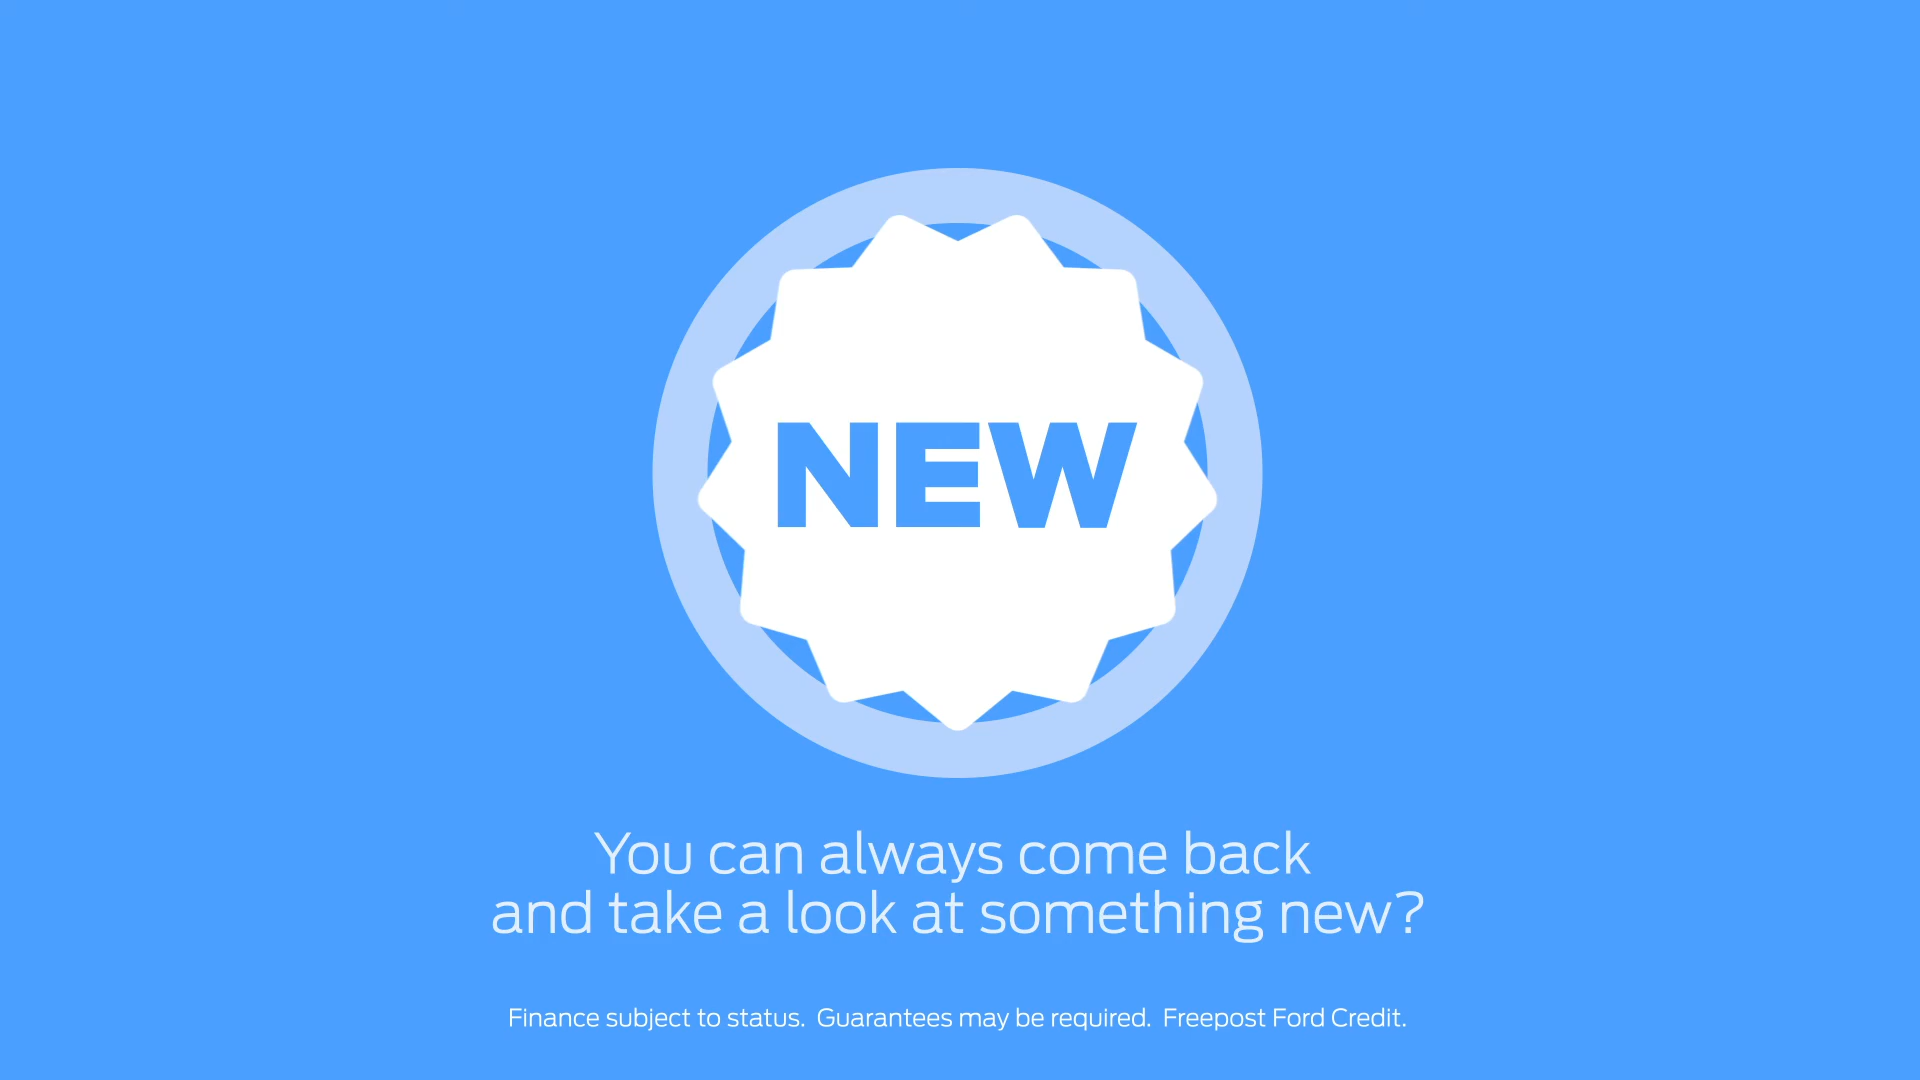 NEW
You can always come back
and take a look at something new?
Finance subject to status.  Guarantees may be required.  Freepost Ford Credit.